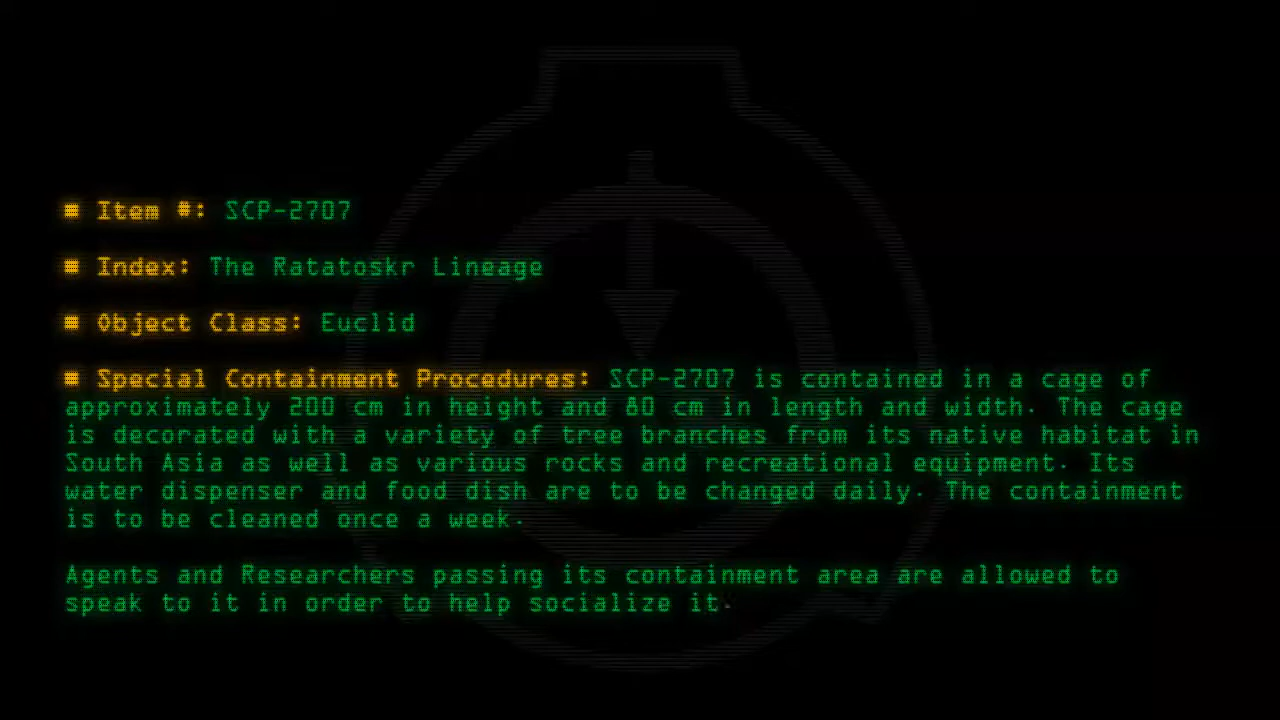 ■ Item #: SCP-2707
■ Index: The Ratatoskr Lineage
■ Object Class: Euclid
■ Special Containment Procedures: SCP-2707 is contained in a cage of
approximately 200 cm in height and 80 cm in length and width. The cage
is decorated with a variety of tree branches from its native habitat in
South Asia as well as various rocks and recreational equipment. Its
water dispenser and food dish are to be changed daily. The containment
is to be cleaned once a week.
Agents and Researchers passing its containment area are allowed to
speak to it in order to help socialize it.